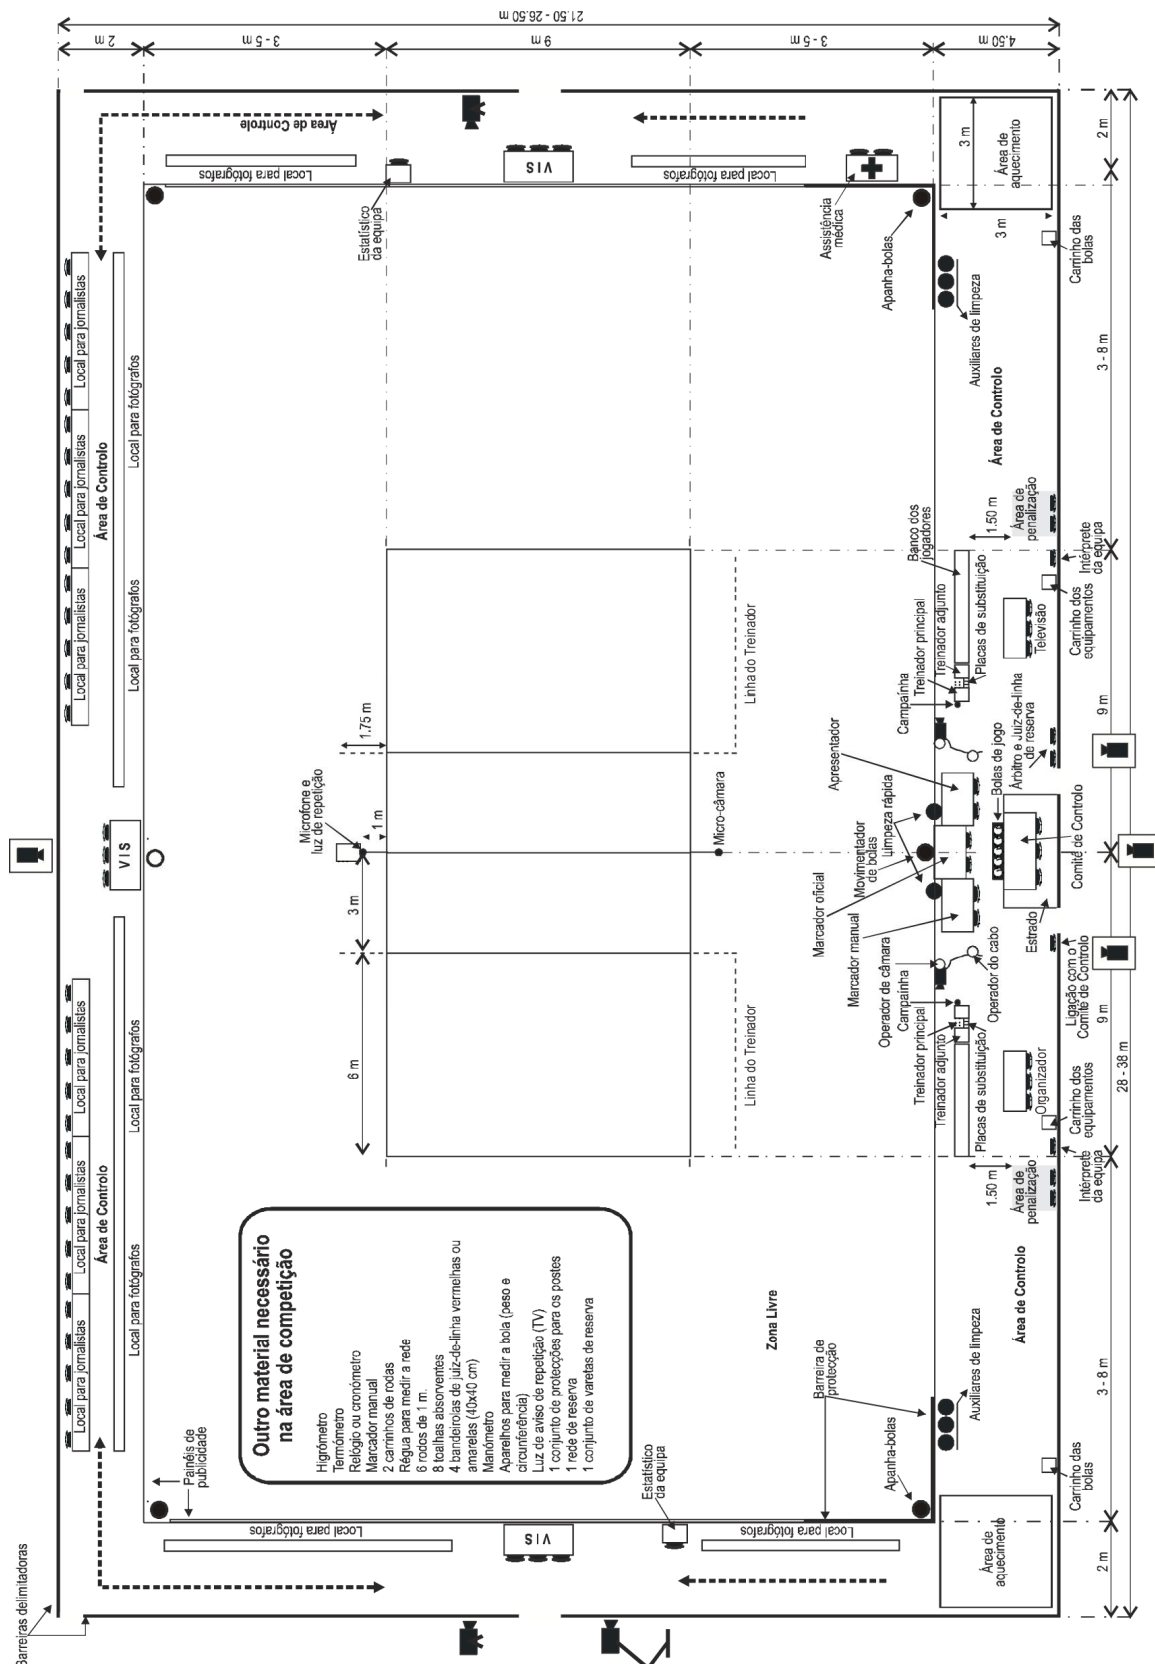 21.50 - 26.50 m
2 m
3 - 5 m
9 m
3 - 5 m
4.50 m
Barreiras delimitadoras
Local para jornalistas
Local para jornalistas
Local para jornalistas
Local para jornalistas
Local para jornalistas
Local para jornalistas
Área de Controlo
Área de Controlo
Local para fotógrafos
Local para fotógrafos
Local para fotógrafos
Local para fotógrafos
VIS
Área de Controle
Local para fotógrafos
Estatístico
da equipa
VIS
Local para fotógrafos
Assistência
médica
Apanha-bolas
Painéis de
publicidade
Local para fotógrafos
VIS
Estatístico
da equipa
Local para fotógrafos
Apanha-bolas
Barreira de
protecção
Zona Livre
Outro material necessário
na área de competição
Higrómetro
Termómetro
Relógio ou cronómetro
Marcador manual
2 carrinhos de rodas
Régua para medir a rede
6 rodos de 1 m.
8 toalhas absorventes
4 bandeirolas de juiz-de-linha vermelhas ou
amarelas (40x40 cm)
Manómetro
Aparelhos para medir a bola (peso e
circunferência)
Luz de aviso de repetição (TV)
1 conjunto de protecções para os postes
1 rede de reserva
1 conjunto de varetas de reserva
Microfone e
luz de repetição
1 m
1.75 m
3 m
6 m
Micro-câmara
Linha do Treinador
Linha do Treinador
Apresentador
Limpeza rápida
Movimentador
de bolas
Marcador oficial
Marcador manual
Operador de câmara
Campaínha
Treinador principal
Treinador adjunto
Placas de substituição
Operador do cabo
Campaínha
Treinador principal
Treinador adjunto
Placas de substituição
Banco dos
jogadores
Bolas de jogo
Árbitro e Juiz-de-linha
de reserva
Comité de Controlo
Estrado
Ligação com o
Comité de Controlo
Televisão
Organizador
Carrinho dos
equipamentos
Carrinho dos
equipamentos
Intérprete
da equipa
Intérprete
da equipa
1.50 m
Área de
penalização
1.50 m
Área de
penalização
Área de Controlo
Área de Controlo
Auxiliares de limpeza
Auxiliares de limpeza
Carrinho das
bolas
Carrinho das
bolas
Área de
aquecimento
3 m
3 m
Área de
aquecimento
2 m
3 - 8 m
9 m
9 m
3 - 8 m
2 m
28 - 38 m